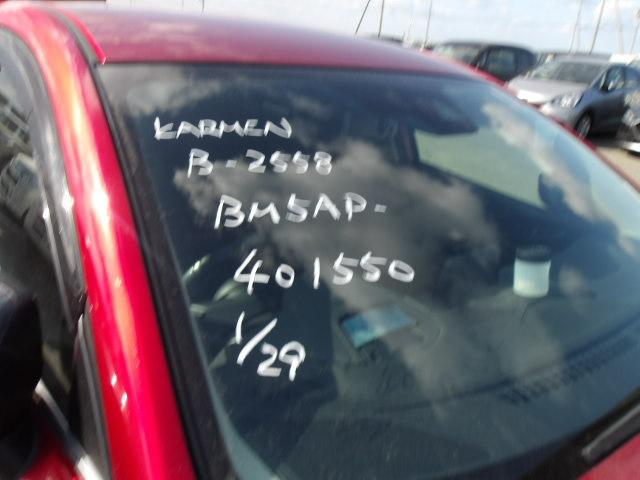 KARMEN
B-2558
BM5AP-
401550
1/29